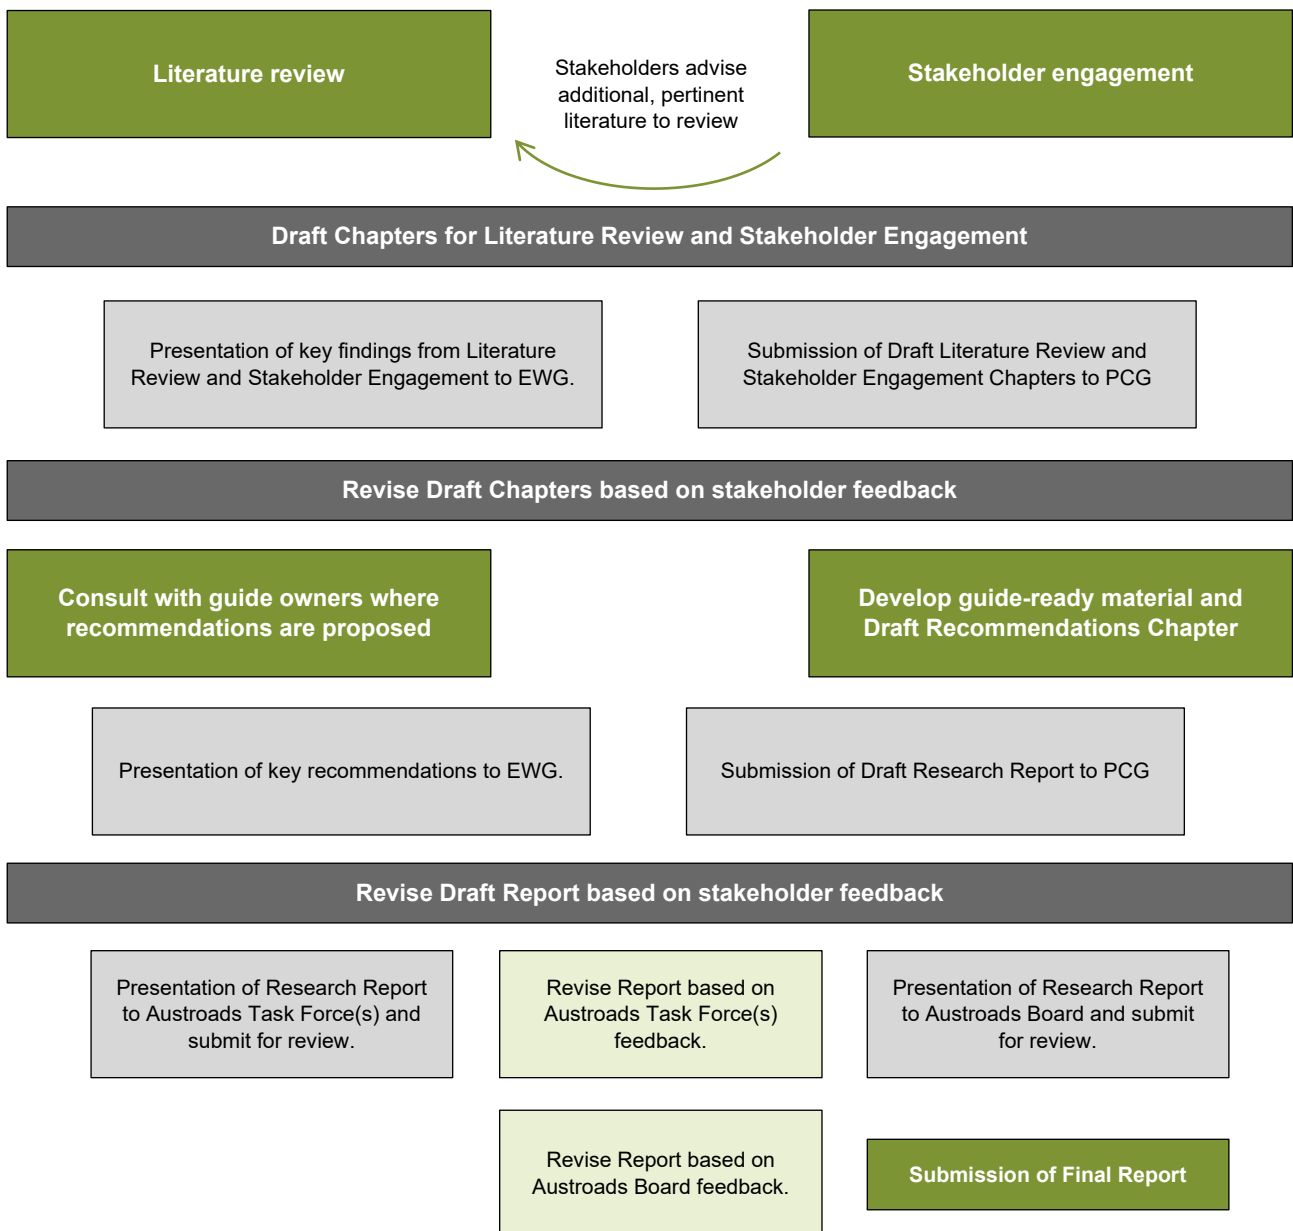 Literature review
Stakeholders advise
additional, pertinent
literature to review
Stakeholder engagement
Draft Chapters for Literature Review and Stakeholder Engagement
Presentation of key findings from Literature
Review and Stakeholder Engagement to EWG.
Submission of Draft Literature Review and
Stakeholder Engagement Chapters to PCG
Revise Draft Chapters based on stakeholder feedback
Consult with guide owners where
recommendations are proposed
Develop guide-ready material and
Draft Recommendations Chapter
Presentation of key recommendations to EWG.
Submission of Draft Research Report to PCG
Revise Draft Report based on stakeholder feedback
Presentation of Research Report
to Austroads Task Force(s) and
submit for review.
Revise Report based on
Austroads Task Force(s)
feedback.
Presentation of Research Report
to Austroads Board and submit
for review.
Revise Report based on
Austroads Board feedback.
Submission of Final Report